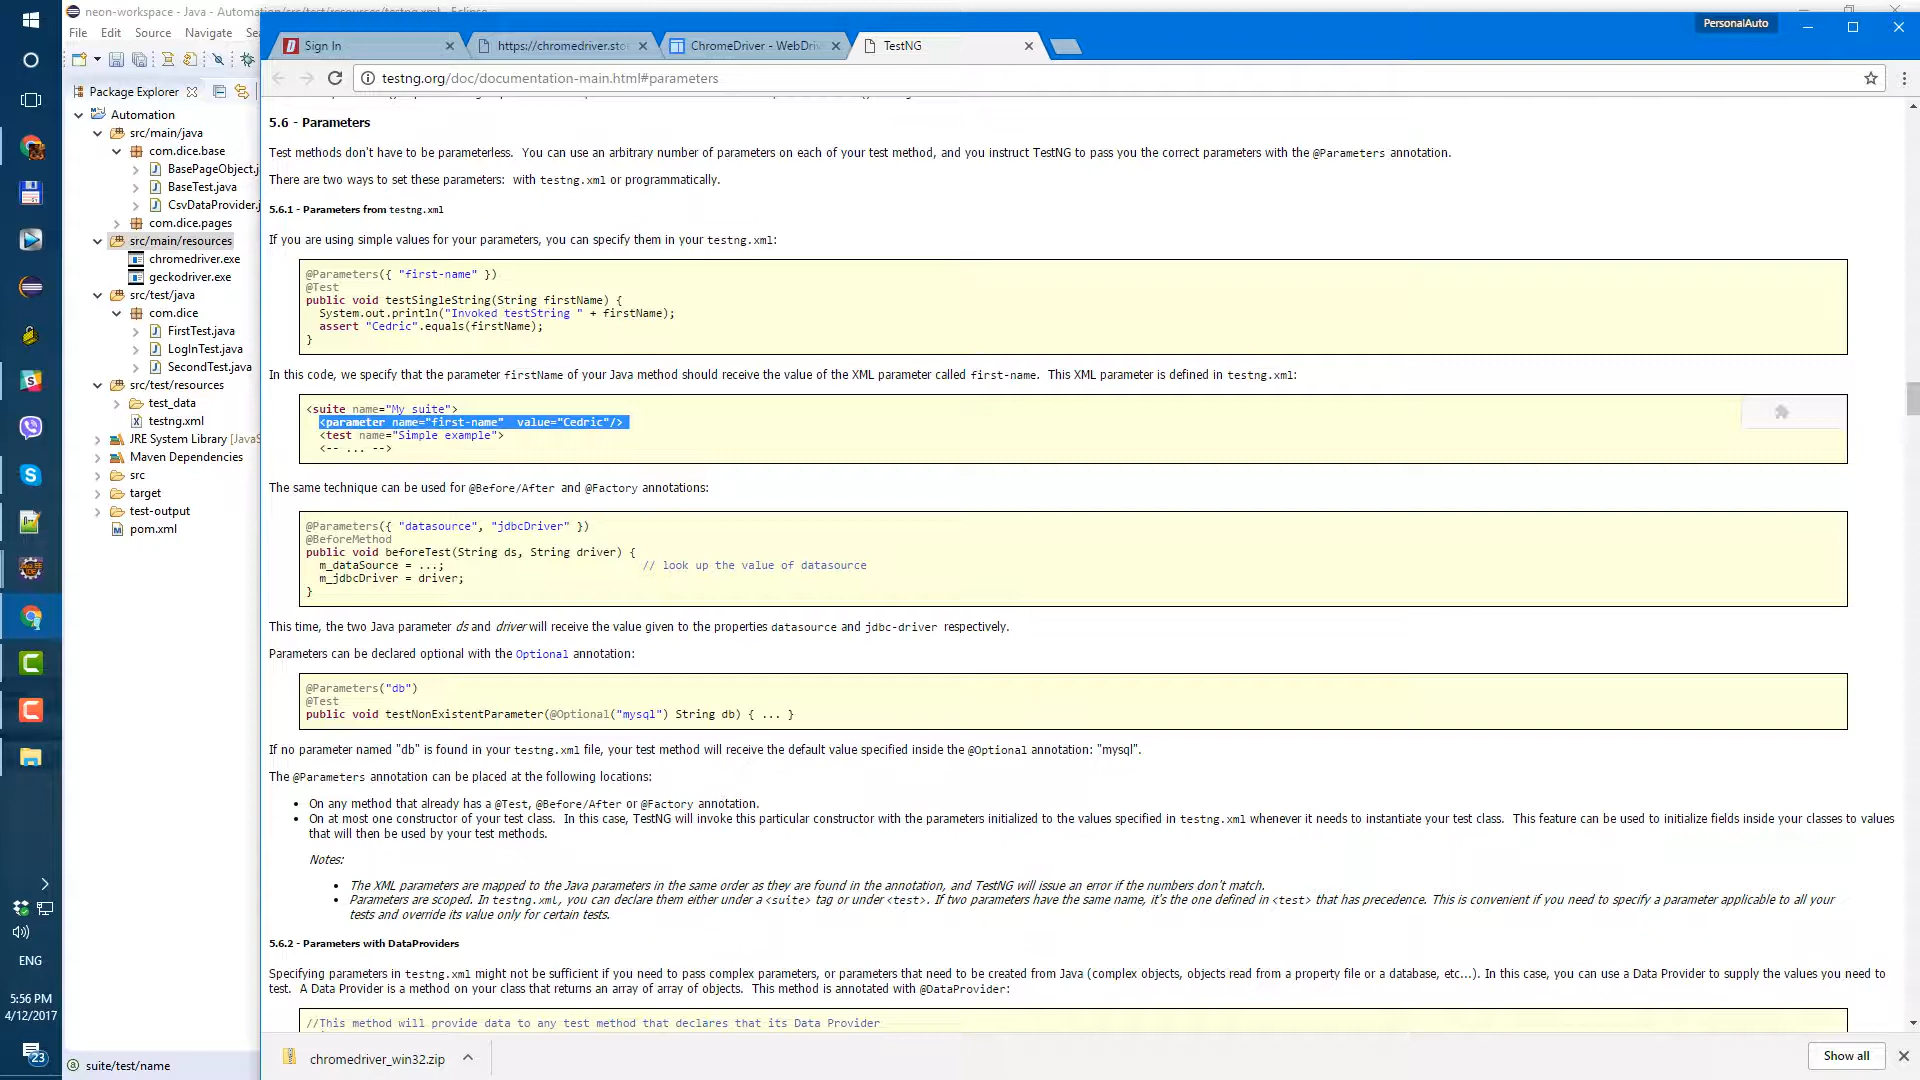 neon-workspace - Java - Automation/src/test/resources/testng.xml - Eclipse
File Edit Source Navigate Sea
Package Explorer
Automation
src/main/java
com.dice.base
BasePageObject.j
BaseTest.java
CsvDataProvider.j
com.dice.pages
src/main/resources
chromedriver.exe
geckodriver.exe
src/test/java
com.dice
FirstTest.java
LogInTest.java
SecondTest.java
src/test/resources
test_data
testng.xml
JRE System Library [JavaS
Maven Dependencies
src
target
test-output
pom.xml
suite/test/name
ENG
5:56 PM
4/12/2017
23
PersonalAuto
Sign In
https://chromedriver.sto
ChromeDriver - WebDriv
TestNG
testng.org/doc/documentation-main.html#parameters
5.6 - Parameters
Test methods don't have to be parameterless. You can use an arbitrary number of parameters on each of your test method, and you instruct TestNG to pass you the correct parameters with the @Parameters annotation.
There are two ways to set these parameters: with testng.xml or programmatically.
5.6.1 - Parameters from testng.xml
If you are using simple values for your parameters, you can specify them in your testng.xml:
@Parameters({ "first-name" })
@Test
public void testSingleString(String firstName) {
System.out.println("Invoked testString " + firstName);
assert "Cedric".equals(firstName);
}
In this code, we specify that the parameter firstName of your Java method should receive the value of the XML parameter called first-name. This XML parameter is defined in testng.xml:
<suite name="My suite">
<parameter name="first-name" value="Cedric"/>
<test name="Simple example">
<-- ... -->
The same technique can be used for @Before/After and @Factory annotations:
@Parameters({ "datasource", "jdbcDriver" })
@BeforeMethod
public void beforeTest(String ds, String driver) {
m_dataSource = ...; // look up the value of datasource
m_jdbcDriver = driver;
}
This time, the two Java parameter ds and driver will receive the value given to the properties datasource and jdbc-driver respectively.
Parameters can be declared optional with the Optional annotation:
@Parameters("db")
@Test
public void testNonExistentParameter(@Optional("mysql") String db) { ... }
If no parameter named "db" is found in your testng.xml file, your test method will receive the default value specified inside the @Optional annotation: "mysql".
The @Parameters annotation can be placed at the following locations:
• On any method that already has a @Test, @Before/After or @Factory annotation.
• On at most one constructor of your test class. In this case, TestNG will invoke this particular constructor with the parameters initialized to the values specified in testng.xml whenever it needs to instantiate your test class. This feature can be used to initialize fields inside your classes to values
that will then be used by your test methods.
Notes:
• The XML parameters are mapped to the Java parameters in the same order as they are found in the annotation, and TestNG will issue an error if the numbers don't match.
• Parameters are scoped. In testng.xml, you can declare them either under a <suite> tag or under <test>. If two parameters have the same name, it's the one defined in <test> that has precedence. This is convenient if you need to specify a parameter applicable to all your
tests and override its value only for certain tests.
5.6.2 - Parameters with DataProviders
Specifying parameters in testng.xml might not be sufficient if you need to pass complex parameters, or parameters that need to be created from Java (complex objects, objects read from a property file or a database, etc...). In this case, you can use a Data Provider to supply the values you need to
test. A Data Provider is a method on your class that returns an array of array of objects. This method is annotated with @DataProvider:
//This method will provide data to any test method that declares that its Data Provider
chromedriver_win32.zip
Show all